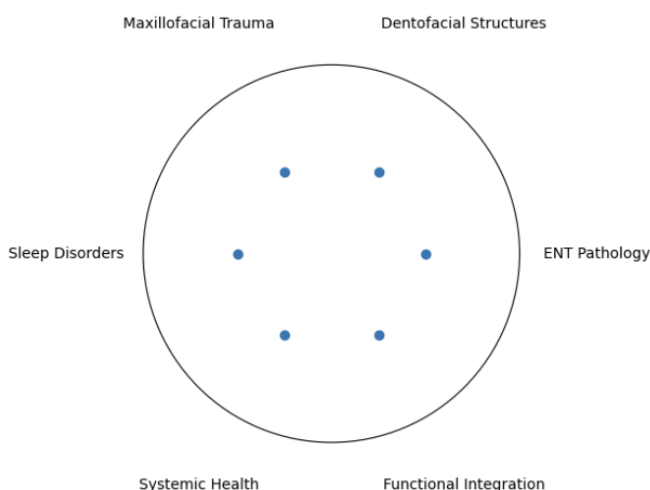 Maxillofacial Trauma
Dentofacial Structures
Sleep Disorders
ENT Pathology
Systemic Health
Functional Integration